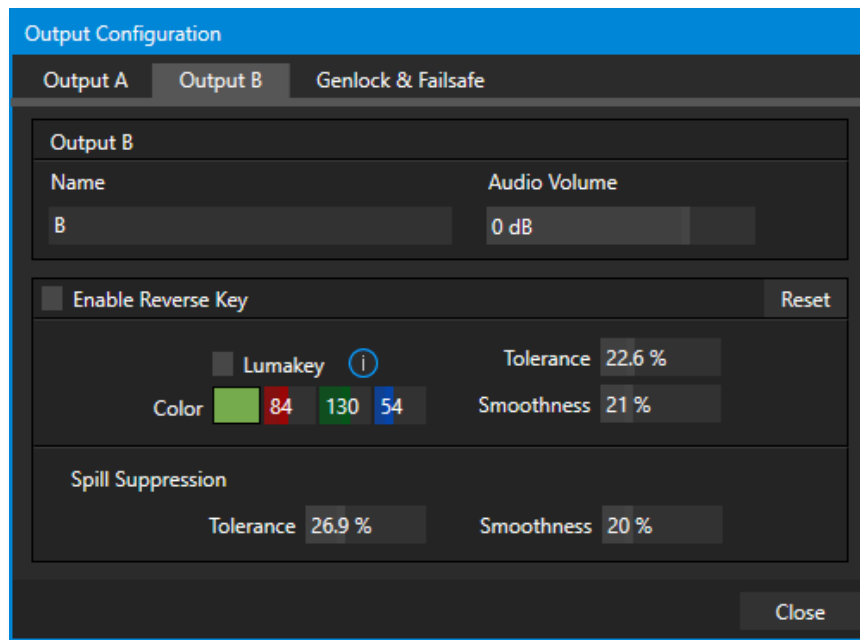 Output Configuration
Output A Output B Genlock & Failsafe
Output B
Name Audio Volume
B 0 dB
Enable Reverse Key Reset
Lumakey i Tolerance 22.6 %
Color 84 130 54 Smoothness 21 %
Spill Suppression
Tolerance 26.9 % Smoothness 20 %
Close